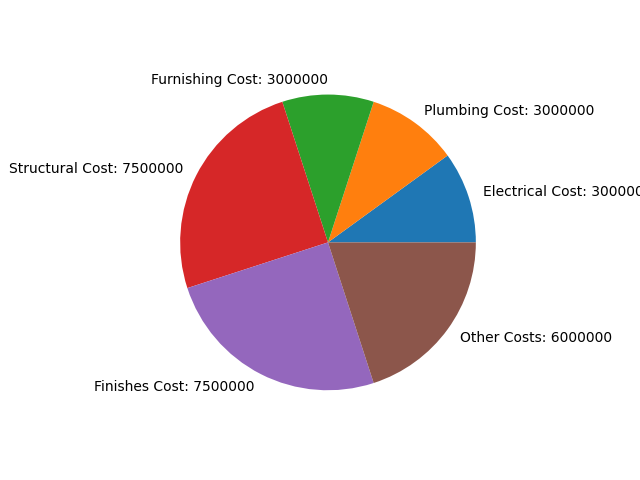 Furnishing Cost: 3000000
Plumbing Cost: 3000000
Structural Cost: 7500000
Electrical Cost: 300000
Other Costs: 6000000
Finishes Cost: 7500000